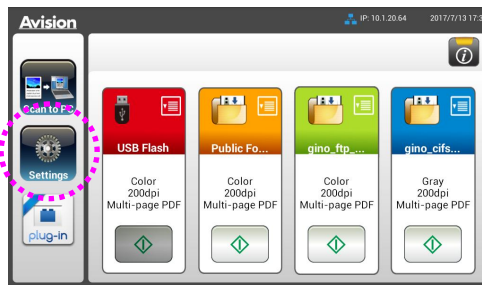 Avision
IP: 10.1.20.64 2017/7/13 17:3
Scan to PC
Settings
plug-in
USB Flash
Color
200dpi
Multi-page PDF
Public Fo...
Color
200dpi
Multi-page PDF
gino_ftp_...
Color
200dpi
Multi-page PDF
gino_cifs...
Gray
200dpi
Multi-page PDF